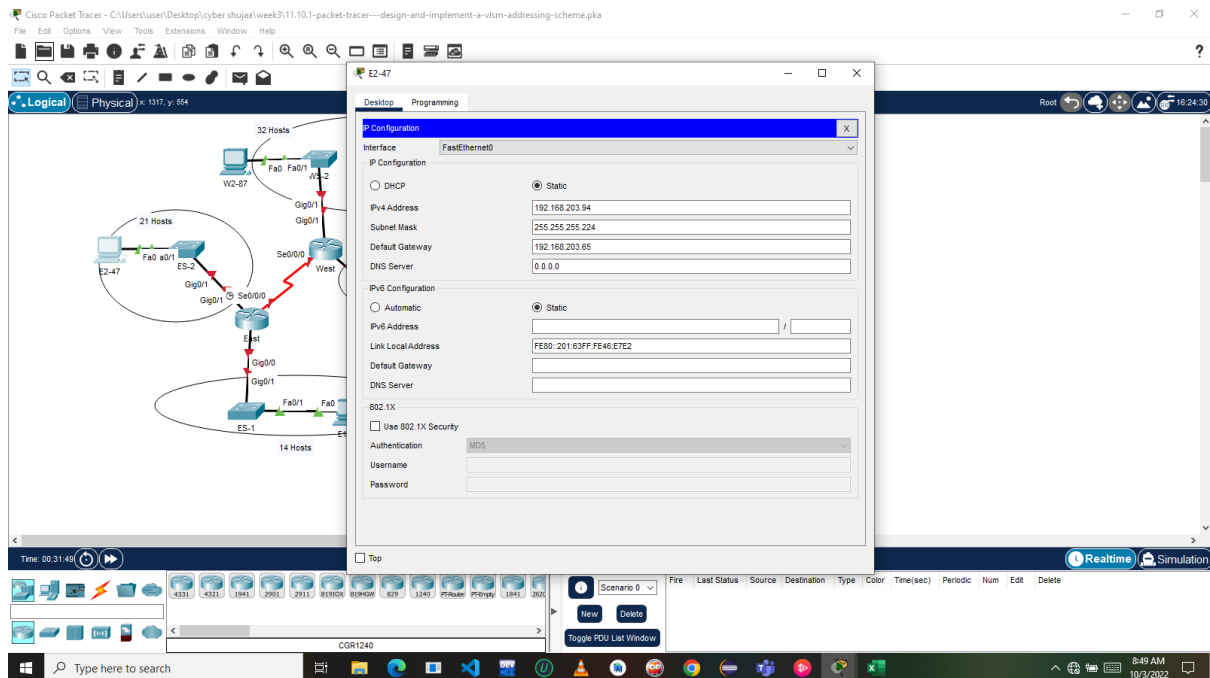 Cisco Packet Tracer - C:\Users\user\Desktop\cyber shujaa\week3\11.10.1-packet-tracer---design-and-implement-a-vlsm-addressing-scheme.pka
File Edit Options View Tools Extensions Window Help
?
Logical Physical x: 1317, y: 554
Root 16:24:30
E2-47
Desktop Programming
IP Configuration X
Interface FastEthernet0
IP Configuration
DHCP Static
IPv4 Address 192.168.203.94
Subnet Mask 255.255.255.224
Default Gateway 192.168.203.65
DNS Server 0.0.0.0
IPv6 Configuration
Automatic Static
IPv6 Address /
Link Local Address FE80::201:63FF:FE46:E7E2
Default Gateway
DNS Server
802.1X
Use 802.1X Security
Authentication MD5
Username
Password
Top
32 Hosts
Fa0 Fa0/1
W2-87
WS-2
Gig0/1
Gig0/1
21 Hosts
Se0/0/0
West
Fa0 a0/1
E2-47
ES-2
Gig0/1
Gig0/1
Se0/0/0
East
Gig0/0
Gig0/1
Fa0/1 Fa0
ES-1
E1
14 Hosts
Time: 00:31:49
Realtime Simulation
4331 4321 1941 2901 2911 819IOX 819HGW 829 1240 PT-Router PT-Empty 1841 262
CGR1240
Scenario 0
New Delete
Toggle PDU List Window
Fire Last Status Source Destination Type Color Time(sec) Periodic Num Edit Delete
Type here to search
DEV
8:49 AM
10/3/2022